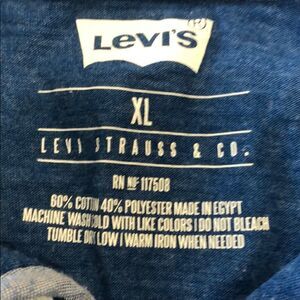 LEVI'S®
XL
LEVI STRAUSS & CO.
RN Nº 117508
60% COTTN 40% POLYESTER MADE IN EGYPT
MACHINE WASH COLD WITH LIKE COLORS | DO NOT BLEACH
TUMBLE DRY LOW | WARM IRON WHEN NEEDED